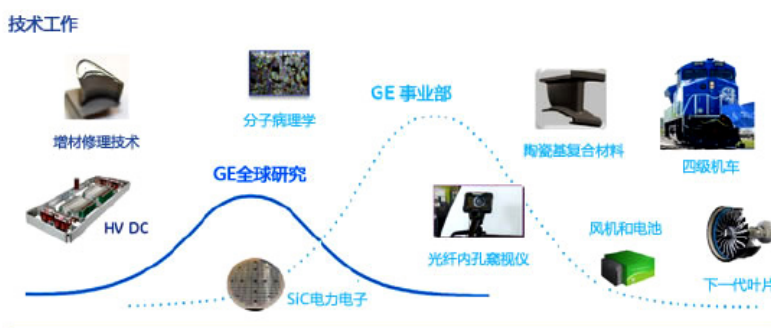 技术工作
GE 事业部
分子病理学
增材修理技术
陶瓷基复合材料
四级机车
GE全球研究
HV DC
风机和电池
光纤内孔窥视仪
SiC电力电子
下一代叶片